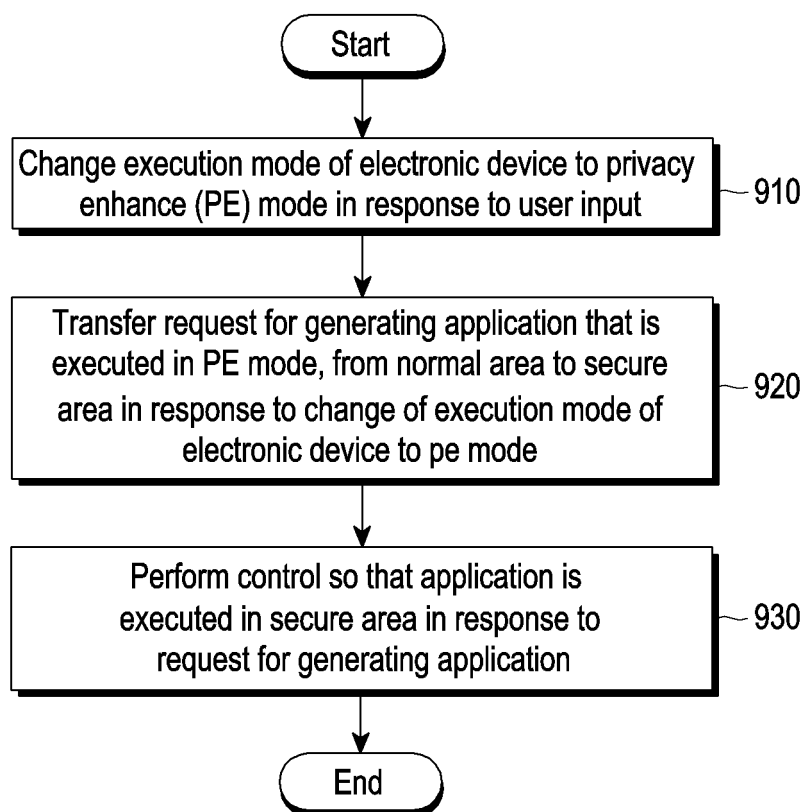 Start
Change execution mode of electronic device to privacy
enhance (PE) mode in response to user input
910
Transfer request for generating application that is
executed in PE mode, from normal area to secure
area in response to change of execution mode of
electronic device to pe mode
920
Perform control so that application is
executed in secure area in response to
request for generating application
930
End